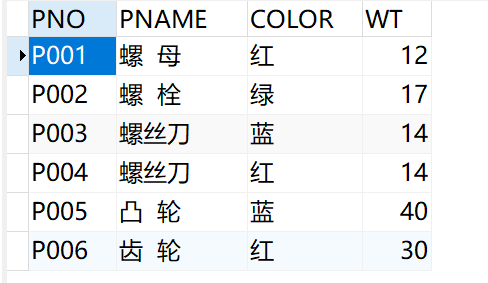 PNO PNAME COLOR WT
P001 螺 母 红 12
P002 螺 栓 绿 17
P003 螺丝刀 蓝 14
P004 螺丝刀 红 14
P005 凸 轮 蓝 40
P006 齿 轮 红 30